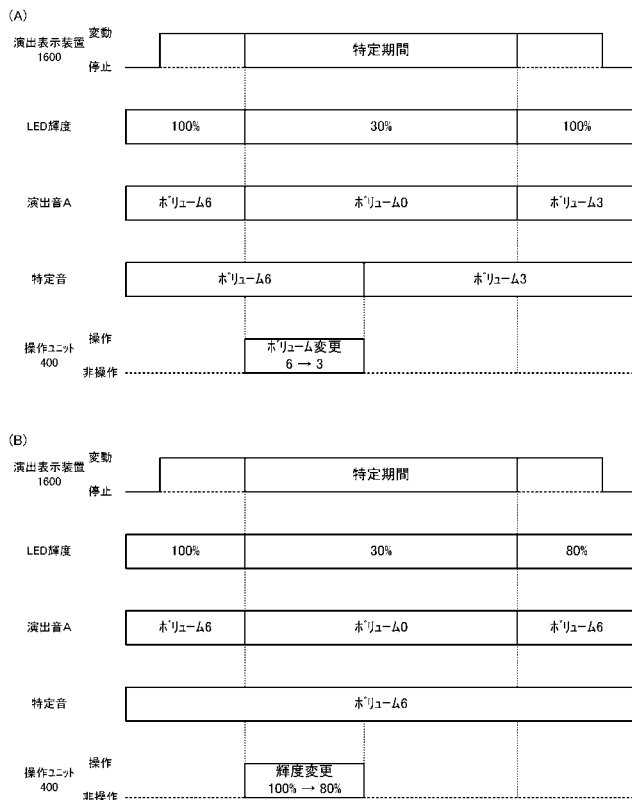 (A)
演出表示装置
1600
変動
停止
特定期間
LED輝度
100%
30%
100%
演出音A
ボリューム6
ボリューム0
ボリューム3
特定音
ボリューム6
ボリューム3
操作ユニット
400
操作
非操作
ボリューム変更
6 → 3
(B)
演出表示装置
1600
変動
停止
特定期間
LED輝度
100%
30%
80%
演出音A
ボリューム6
ボリューム0
ボリューム6
特定音
ボリューム6
操作ユニット
400
操作
非操作
輝度変更
100% → 80%